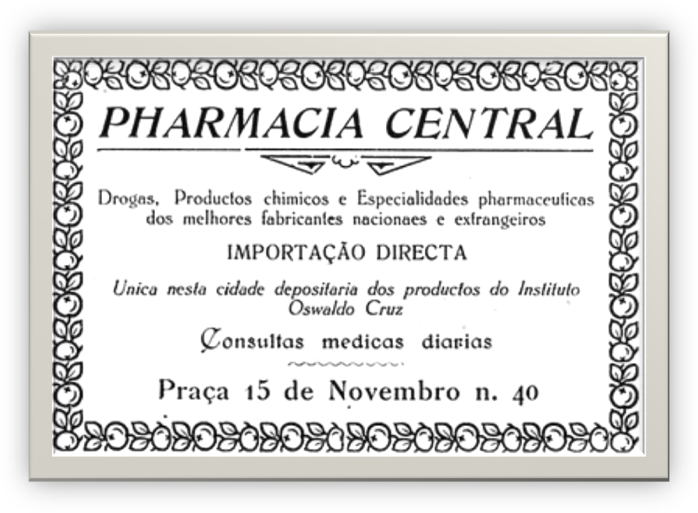 PHARMACIA CENTRAL
Drogas, Productos chimicos e Especialidades pharmaceuticas
dos melhores fabricantes nacionaes e extrangeiros
IMPORTAÇÃO DIRECTA
Unica nesta cidade depositaria dos productos do Instituto
Oswaldo Cruz
Consultas medicas diarias
Praça 15 de Novembro n. 40